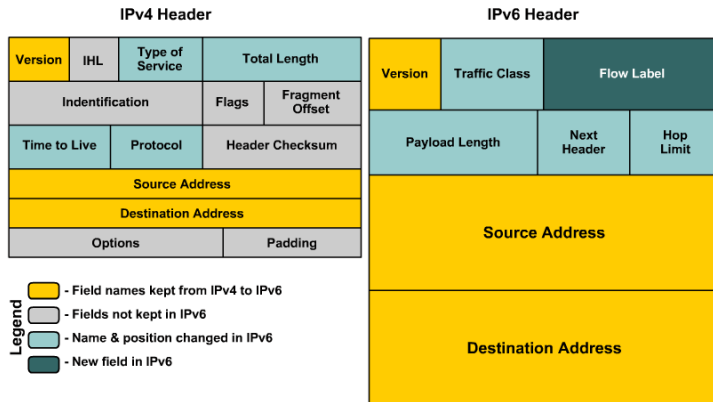 IPv4 Header
Version
IHL
Type of
Service
Total Length
Indentification
Flags
Fragment
Offset
Time to Live
Protocol
Header Checksum
Source Address
Destination Address
Options
Padding
Legend
- Field names kept from IPv4 to IPv6
- Fields not kept in IPv6
- Name & position changed in IPv6
- New field in IPv6
IPv6 Header
Version
Traffic Class
Flow Label
Payload Length
Next
Header
Hop
Limit
Source Address
Destination Address